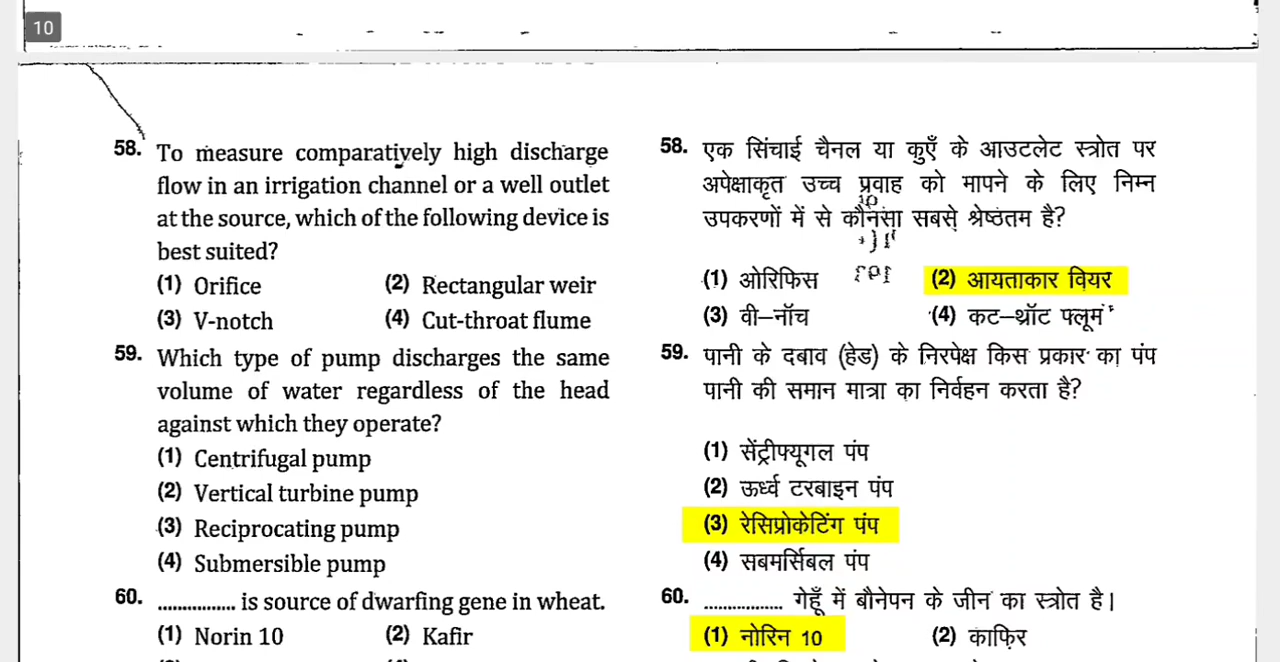 10
58. To measure comparatively high discharge
flow in an irrigation channel or a well outlet
at the source, which of the following device is
best suited?
(1) Orifice (2) Rectangular weir
(3) V-notch (4) Cut-throat flume
59. Which type of pump discharges the same
volume of water regardless of the head
against which they operate?
(1) Centrifugal pump
(2) Vertical turbine pump
(3) Reciprocating pump
(4) Submersible pump
60. ................ is source of dwarfing gene in wheat.
(1) Norin 10 (2) Kafir
58. एक सिंचाई चैनल या कुएँ के आउटलेट स्त्रोत पर
अपेक्षाकृत उच्च प्रवाह को मापने के लिए निम्न
उपकरणों में से कौनसा सबसे श्रेष्ठतम है?
(1) ओरिफिस (2) आयताकार वियर
(3) वी–नॉच (4) कट–थ्रॉट फ्लूम
59. पानी के दबाव (हेड) के निरपेक्ष किस प्रकार का पंप
पानी की समान मात्रा का निर्वहन करता है?
(1) सेंट्रीफ्यूगल पंप
(2) ऊर्ध्व टरबाइन पंप
(3) रेसिप्रोकेटिंग पंप
(4) सबमर्सिबल पंप
60. ................ गेहूँ में बौनेपन के जीन का स्त्रोत है।
(1) नोरिन 10 (2) काफ़िर